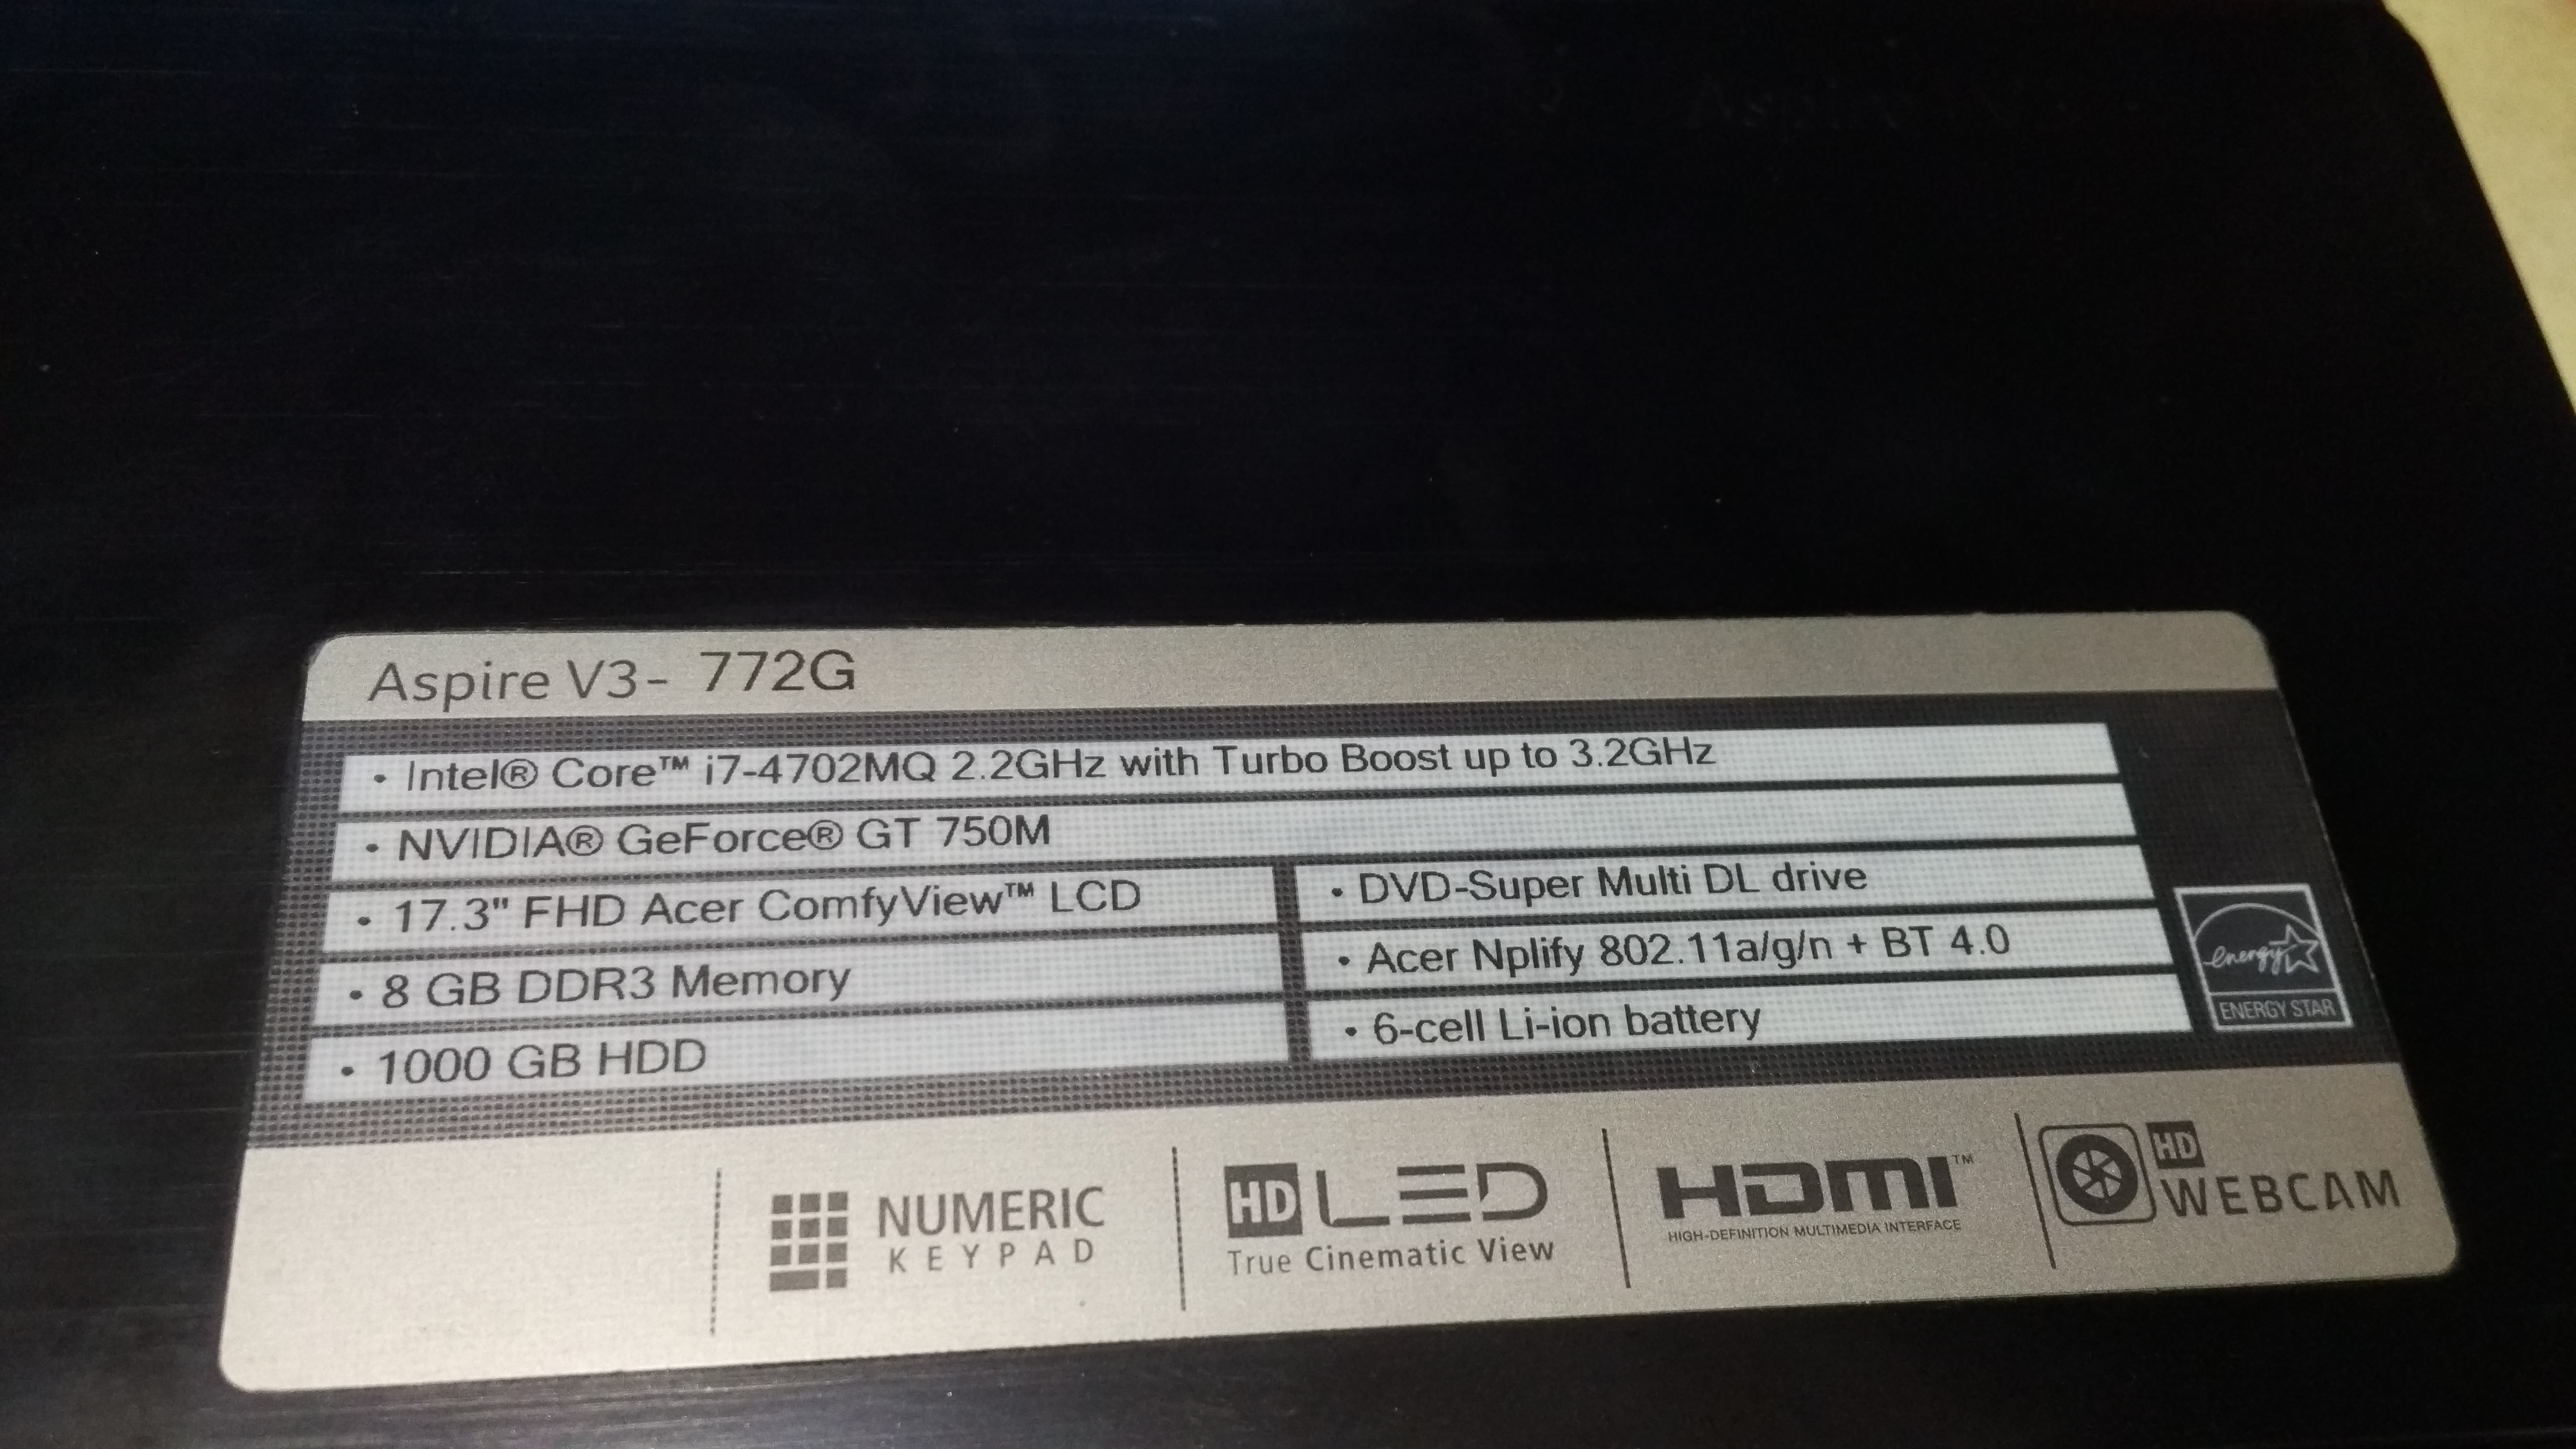 Aspire V3- 772G
• Intel® Core™ i7-4702MQ 2.2GHz with Turbo Boost up to 3.2GHz
• NVIDIA® GeForce® GT 750M
• 17.3" FHD Acer ComfyView™ LCD
• 8 GB DDR3 Memory
• 1000 GB HDD
• DVD-Super Multi DL drive
• Acer Nplify 802.11a/g/n + BT 4.0
• 6-cell Li-ion battery
energy
ENERGY STAR
NUMERIC
KEYPAD
HD LED
True Cinematic View
HDMI™
HIGH-DEFINITION MULTIMEDIA INTERFACE
HD
WEBCAM